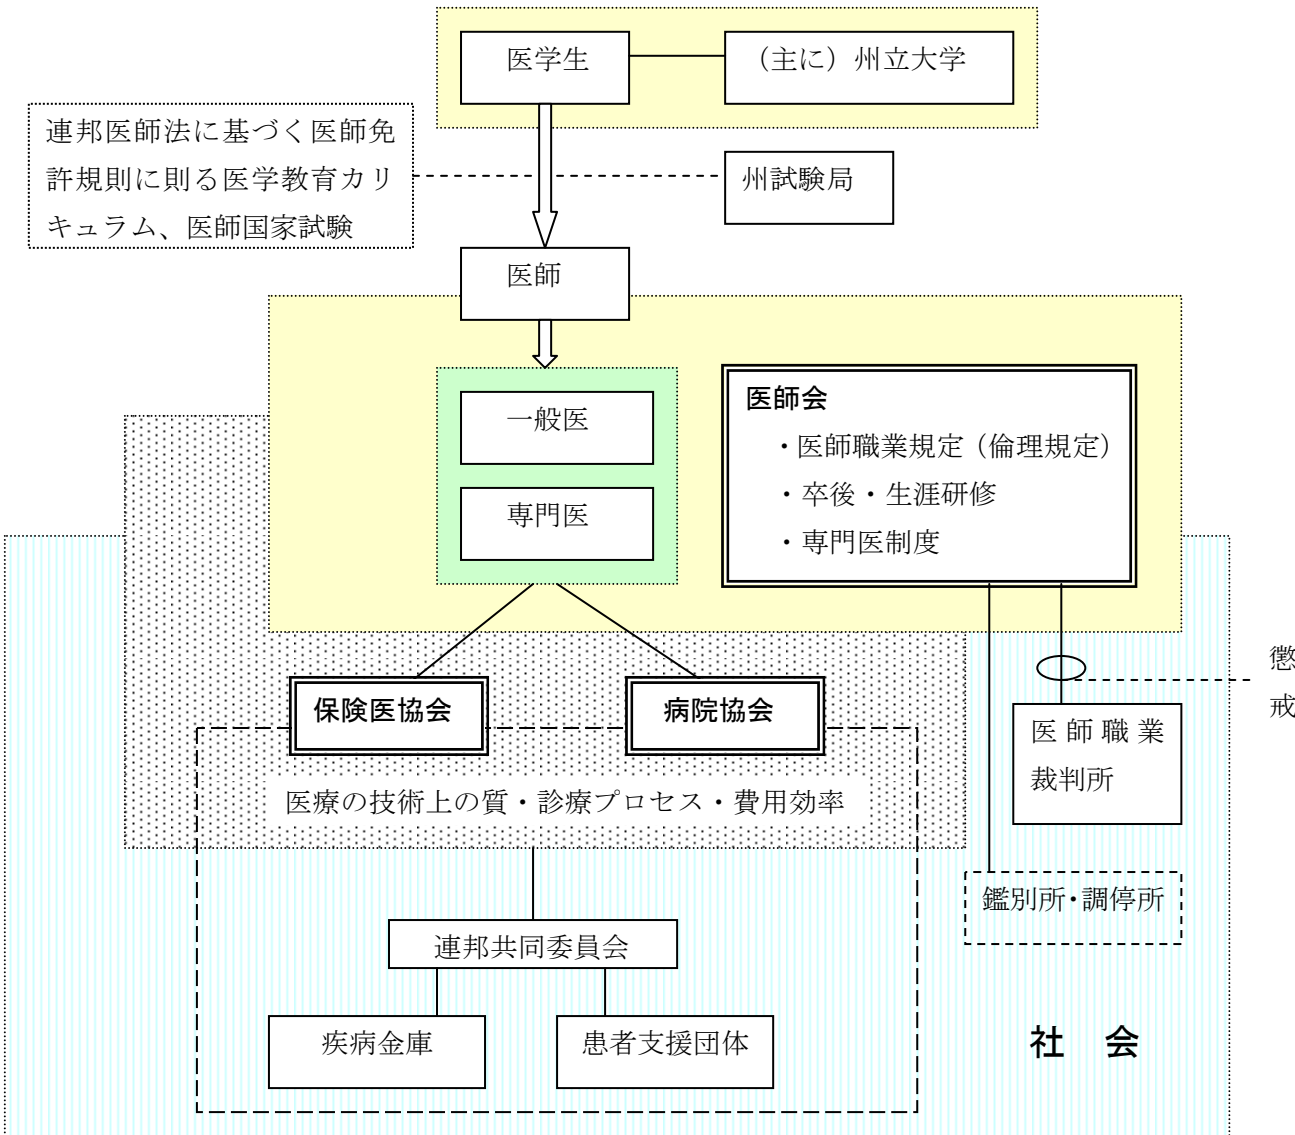 医学生
（主に）州立大学
連邦医師法に基づく医師免
許規則に則る医学教育カリ
キュラム、医師国家試験
州試験局
医師
一般医
専門医
医師会
・医師職業規定（倫理規定）
・卒後・生涯研修
・専門医制度
保険医協会
病院協会
懲
戒
医師職業
裁判所
医療の技術上の質・診療プロセス・費用効率
鑑別所・調停所
連邦共同委員会
疾病金庫
患者支援団体
社 会